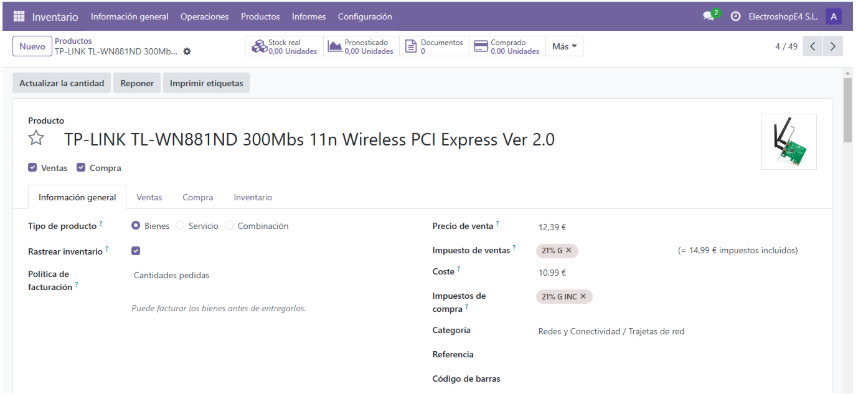 Inventario Información general Operaciones Productos Informes Configuración 2 ElectroshopE4 S.L. A
Nuevo Productos Stock real Pronosticado Documentos Comprado Más 4 / 49
TP-LINK TL-WN881ND 300Mb... 0,00 Unidades 0,00 Unidades 0 0,00 Unidades
Actualizar la cantidad Reponer Imprimir etiquetas
Producto
TP-LINK TL-WN881ND 300Mbs 11n Wireless PCI Express Ver 2.0
Ventas Compra
Información general Ventas Compra Inventario
Tipo de producto ? Bienes Servicio Combinación Precio de venta ? 12,39 €
Rastrear inventario ? Impuesto de ventas ? 21% G × (= 14,99 € impuestos incluidos)
Política de Cantidades pedidas Coste ? 10,99 €
facturación ?
Puede facturar los bienes antes de entregarlos. Impuestos de 21% G INC ×
compra ?
Categoría Redes y Conectividad / Trajetas de red
Referencia
Código de barras